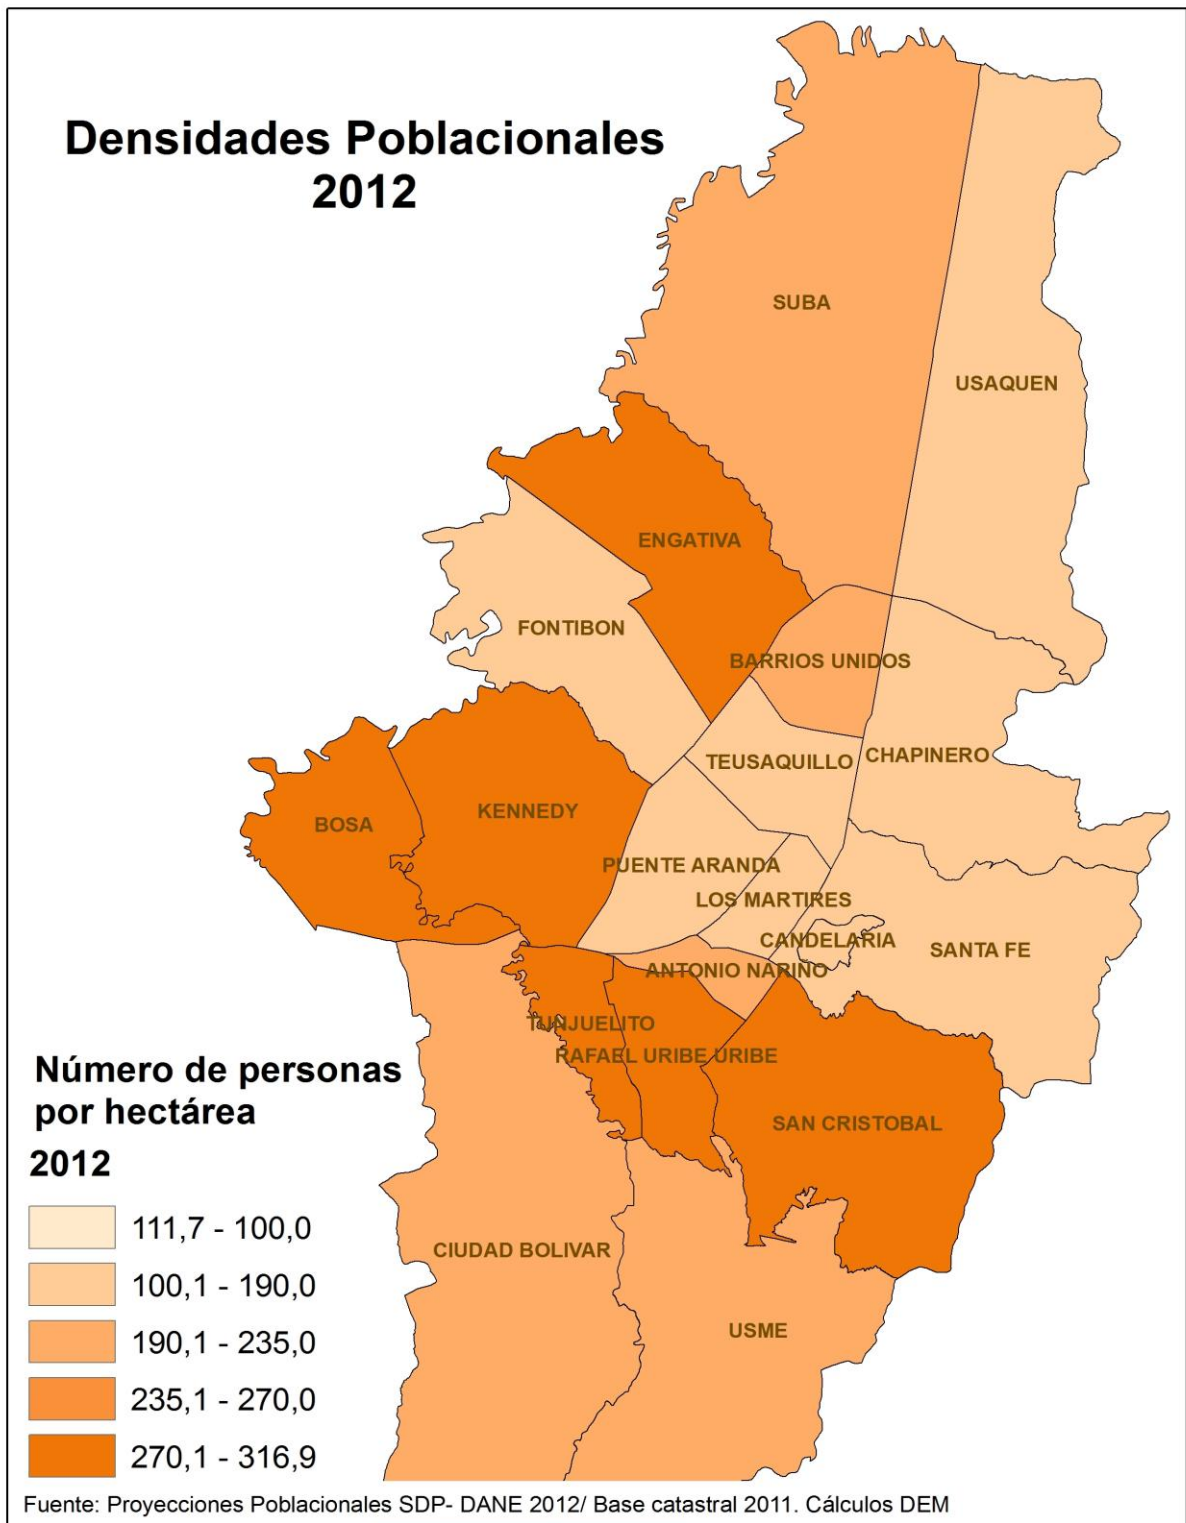 Densidades Poblacionales
2012
SUBA
USAQUEN
ENGATIVA
FONTIBON
BARRIOS UNIDOS
TEUSAQUILLO
CHAPINERO
KENNEDY
BOSA
PUENTE ARANDA
LOS MARTIRES
CANDELARIA
SANTA FE
ANTONIO NARIÑO
TUNJUELITO
RAFAEL URIBE URIBE
SAN CRISTOBAL
CIUDAD BOLIVAR
USME
Número de personas
por hectárea
2012
111,7 - 100,0
100,1 - 190,0
190,1 - 235,0
235,1 - 270,0
270,1 - 316,9
Fuente: Proyecciones Poblacionales SDP- DANE 2012/ Base catastral 2011. Cálculos DEM